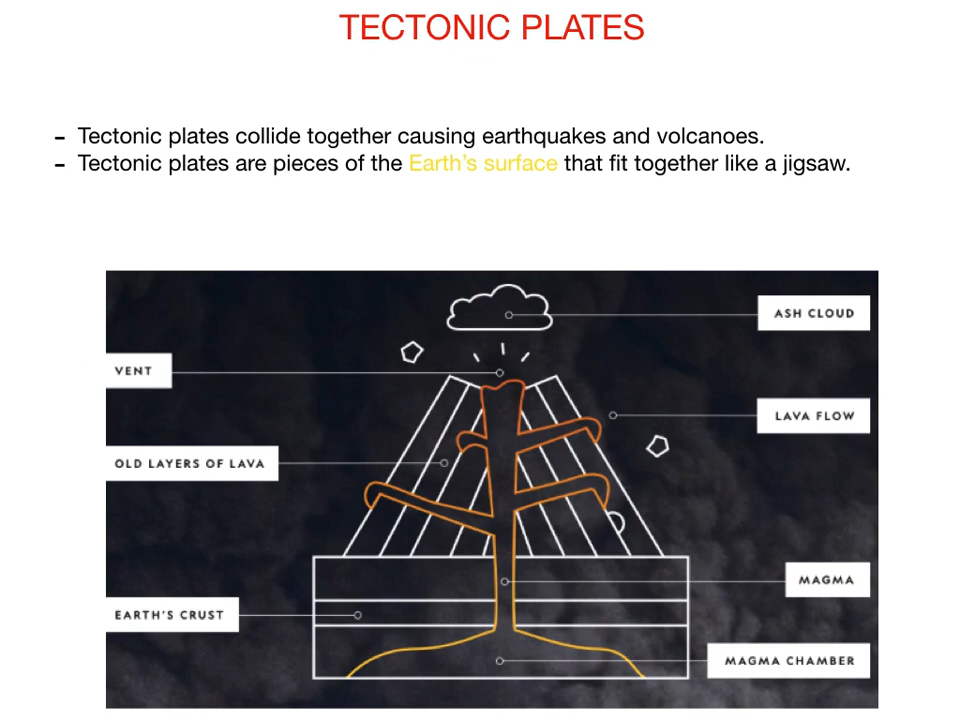 TECTONIC PLATES
- Tectonic plates collide together causing earthquakes and volcanoes.
- Tectonic plates are pieces of the Earth's surface that fit together like a jigsaw.
ASH CLOUD
VENT
LAVA FLOW
OLD LAYERS OF LAVA
MAGMA
EARTH'S CRUST
MAGMA CHAMBER